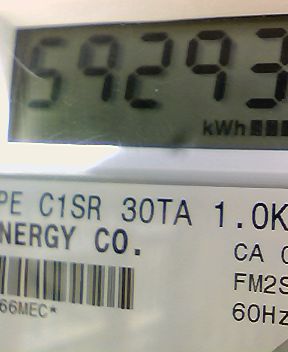 59293
kWh
PE C1SR 30TA 1.0K
NERGY CO.
CA
FM2S
60Hz
66MEC*